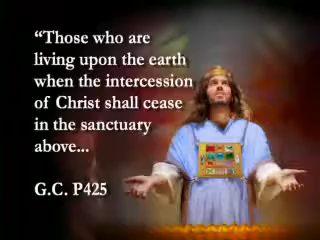 “Those who are
living upon the earth
when the intercession
of Christ shall cease
in the sanctuary
above...
G.C. P425